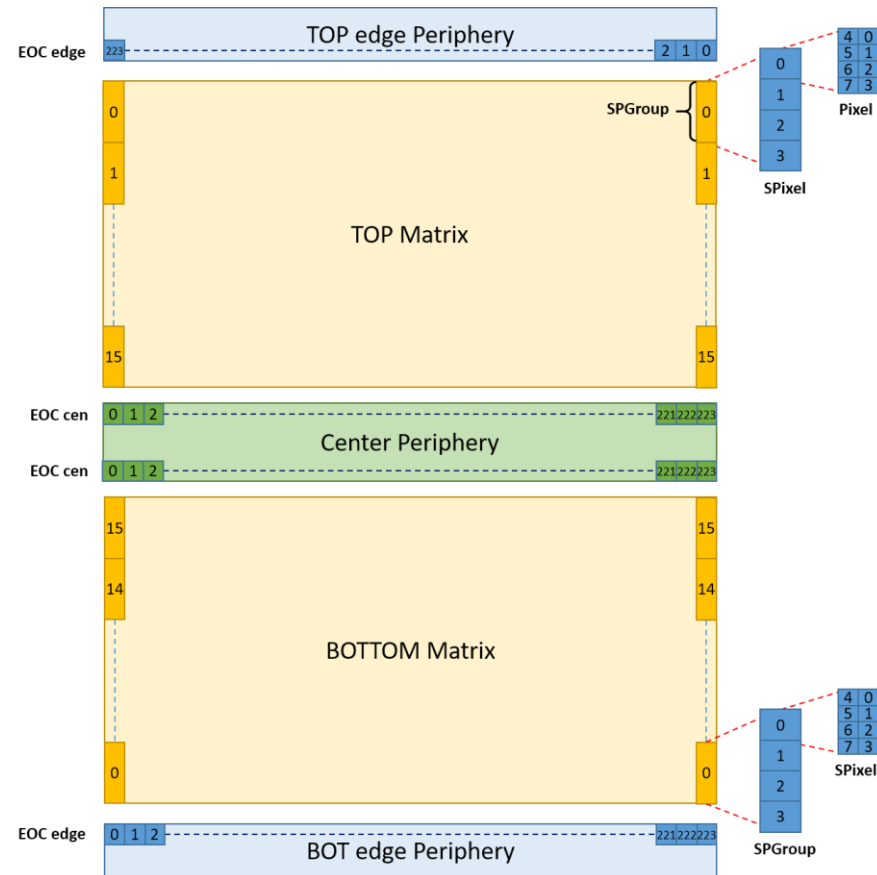 TOP edge Periphery
EOC edge
223
2 1 0
0
1
15
SPGroup
0
1
15
TOP Matrix
0
1
2
3
SPixel
4 0
5 1
6 2
7 3
Pixel
EOC cen
0 1 2
221 222 223
Center Periphery
EOC cen
0 1 2
221 222 223
15
14
0
15
14
0
BOTTOM Matrix
0
1
2
3
SPGroup
4 0
5 1
6 2
7 3
SPixel
EOC edge
0 1 2
221 222 223
BOT edge Periphery